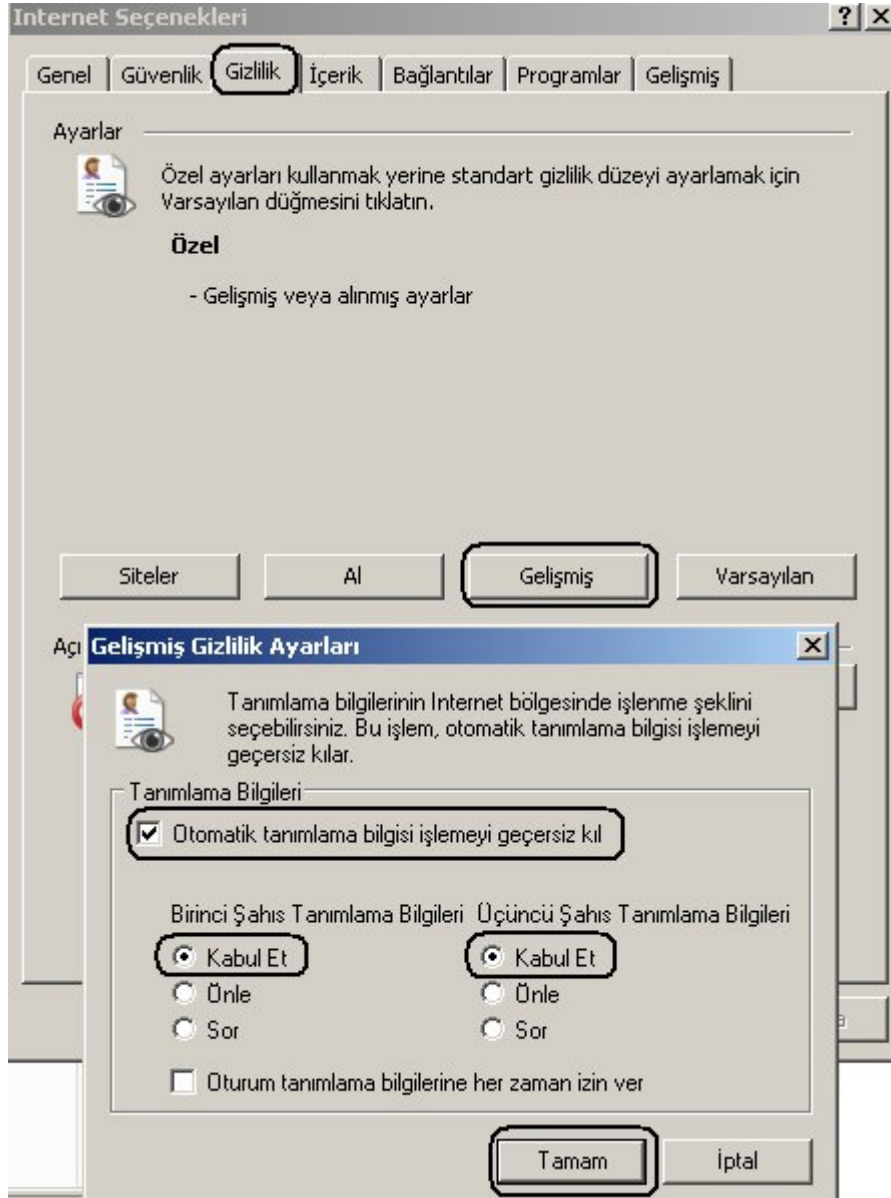 Internet Seçenekleri
Genel Güvenlik Gizlilik İçerik Bağlantılar Programlar Gelişmiş
Ayarlar
Özel ayarları kullanmak yerine standart gizlilik düzeyi ayarlamak için
Varsayılan düğmesini tıklatın.
Özel
- Gelişmiş veya alınmış ayarlar
Siteler Al Gelişmiş Varsayılan
Gelişmiş Gizlilik Ayarları
Tanımlama bilgilerinin Internet bölgesinde işlenme şeklini
seçebilirsiniz. Bu işlem, otomatik tanımlama bilgisi işlemeyi
geçersiz kılar.
Tanımlama Bilgileri
Otomatik tanımlama bilgisi işlemeyi geçersiz kıl
Birinci Şahıs Tanımlama Bilgileri Üçüncü Şahıs Tanımlama Bilgileri
Kabul Et Kabul Et
Önle Önle
Sor Sor
Oturum tanımlama bilgilerine her zaman izin ver
Tamam İptal